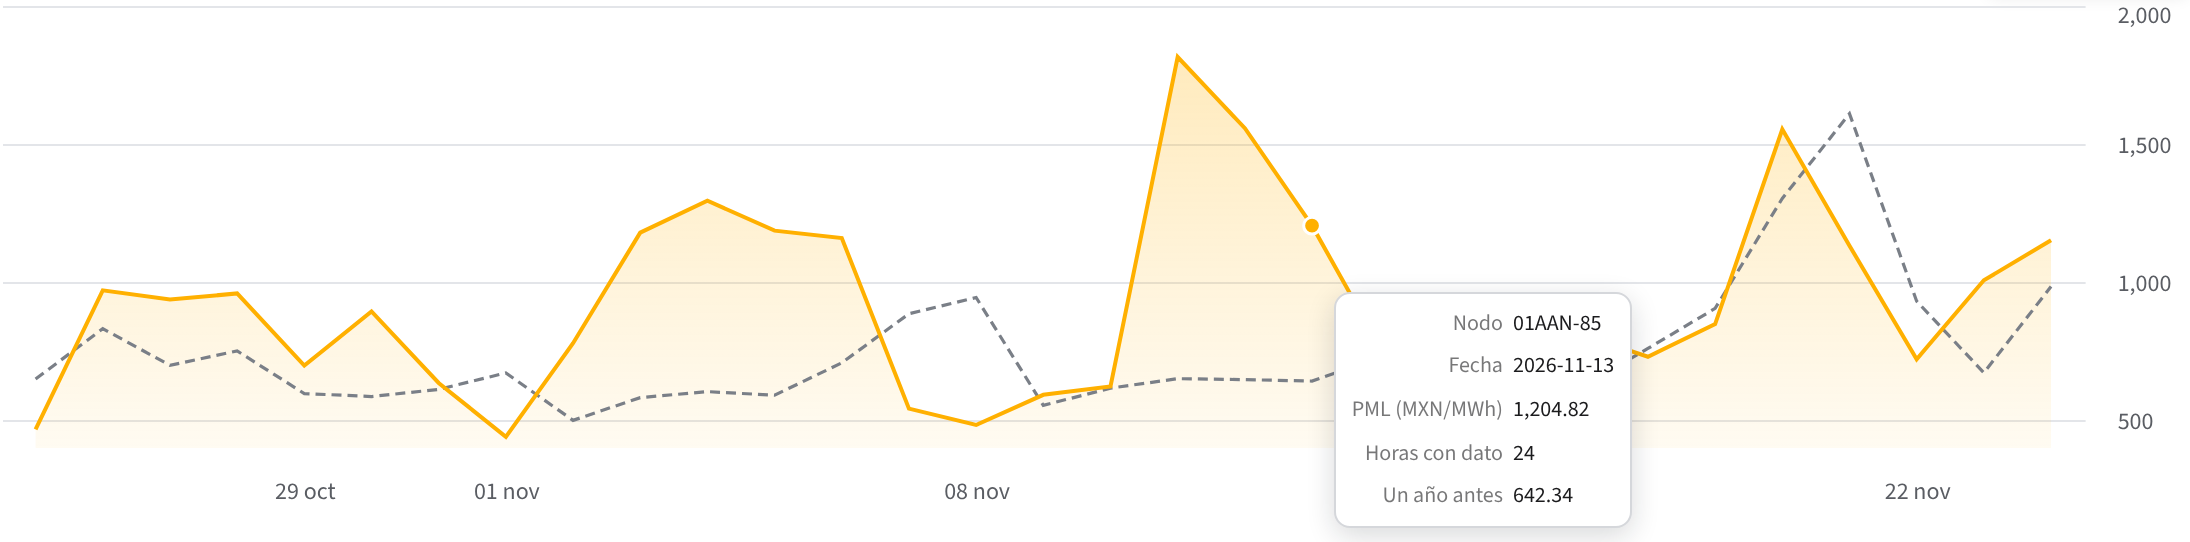 2,000
1,500
1,000
500
Nodo 01AAN-85
Fecha 2026-11-13
PML (MXN/MWh) 1,204.82
Horas con dato 24
Un año antes 642.34
29 oct 01 nov 08 nov 22 nov